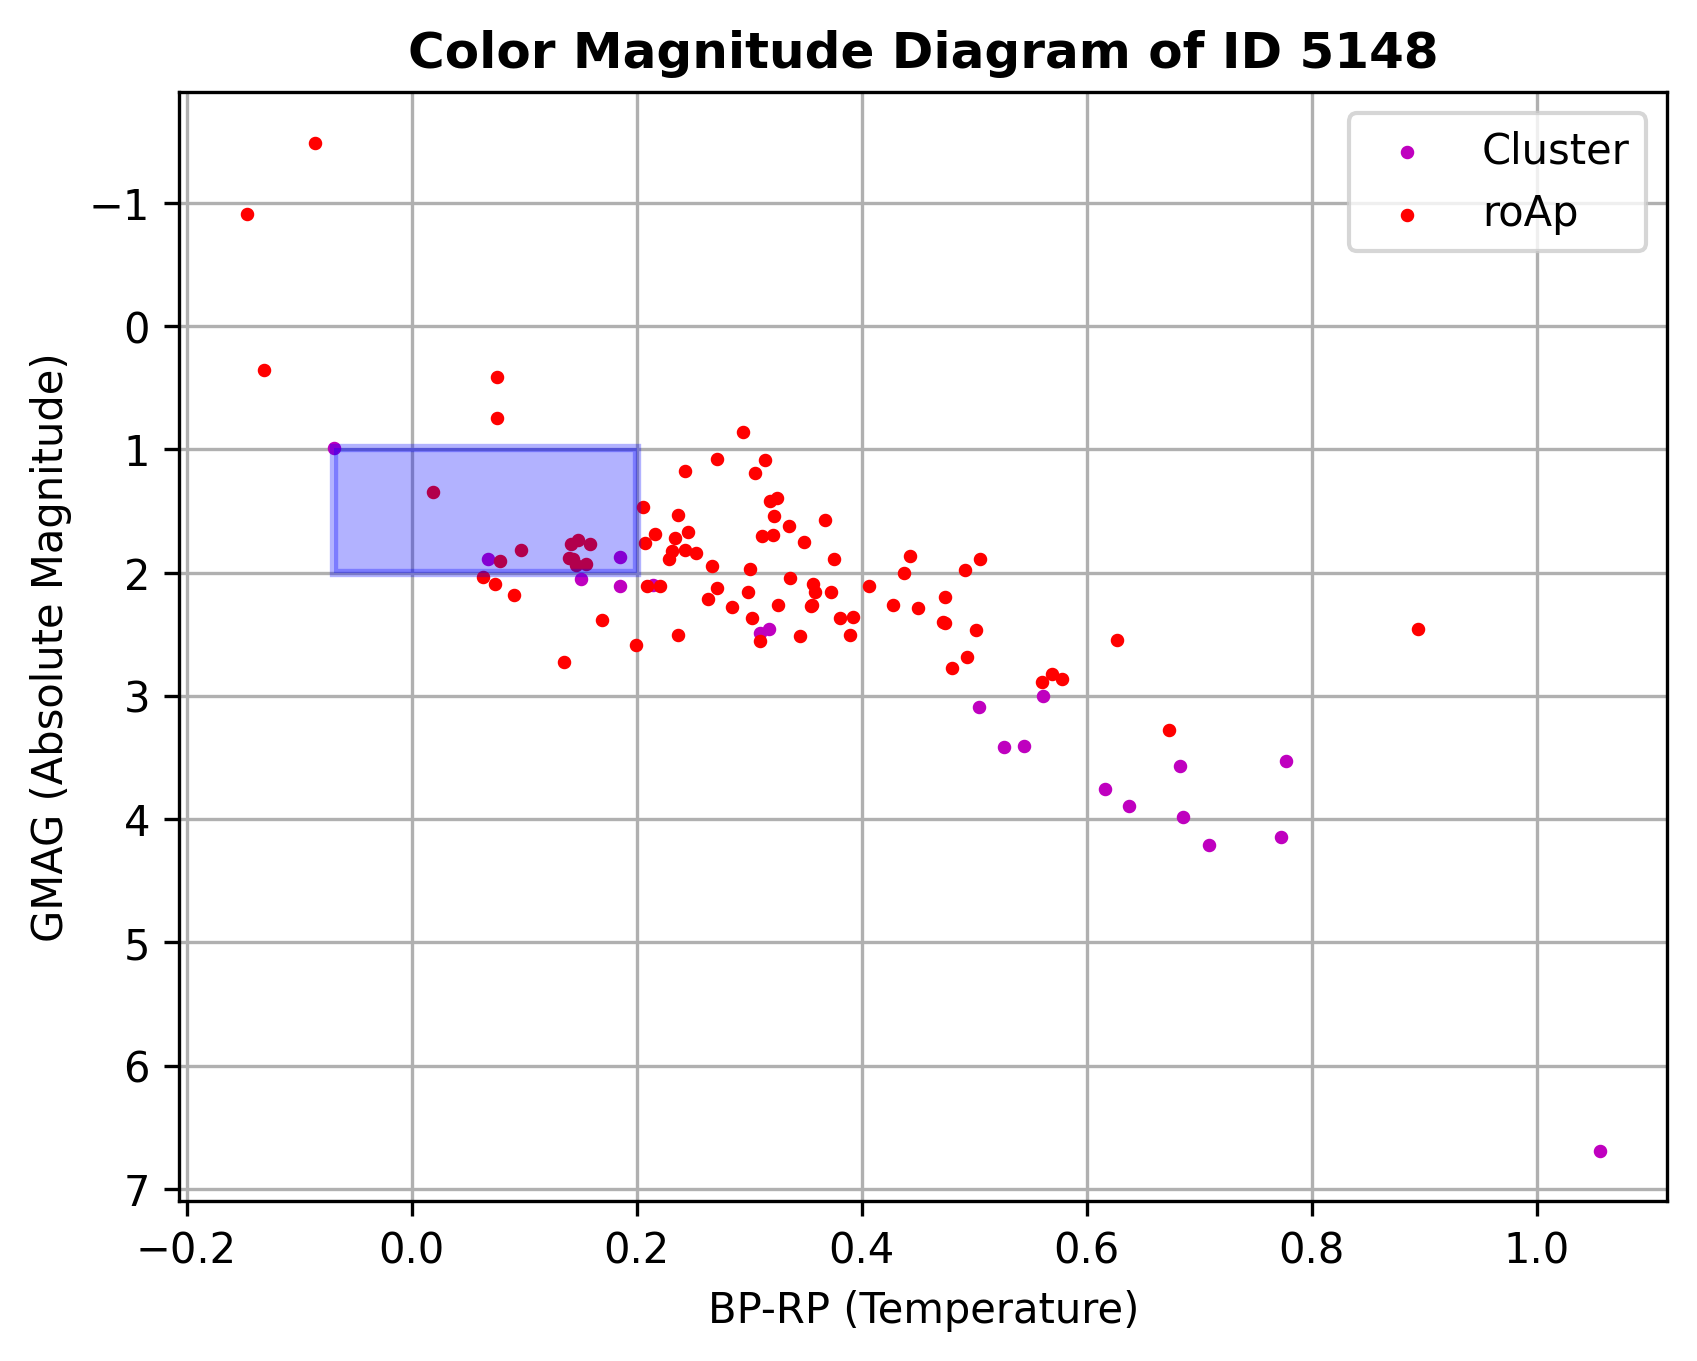 Color Magnitude Diagram of ID 5148
Cluster
roAp
−1
0
1
2
3
4
5
6
7
GMAG (Absolute Magnitude)
−0.2 0.0 0.2 0.4 0.6 0.8 1.0
BP-RP (Temperature)